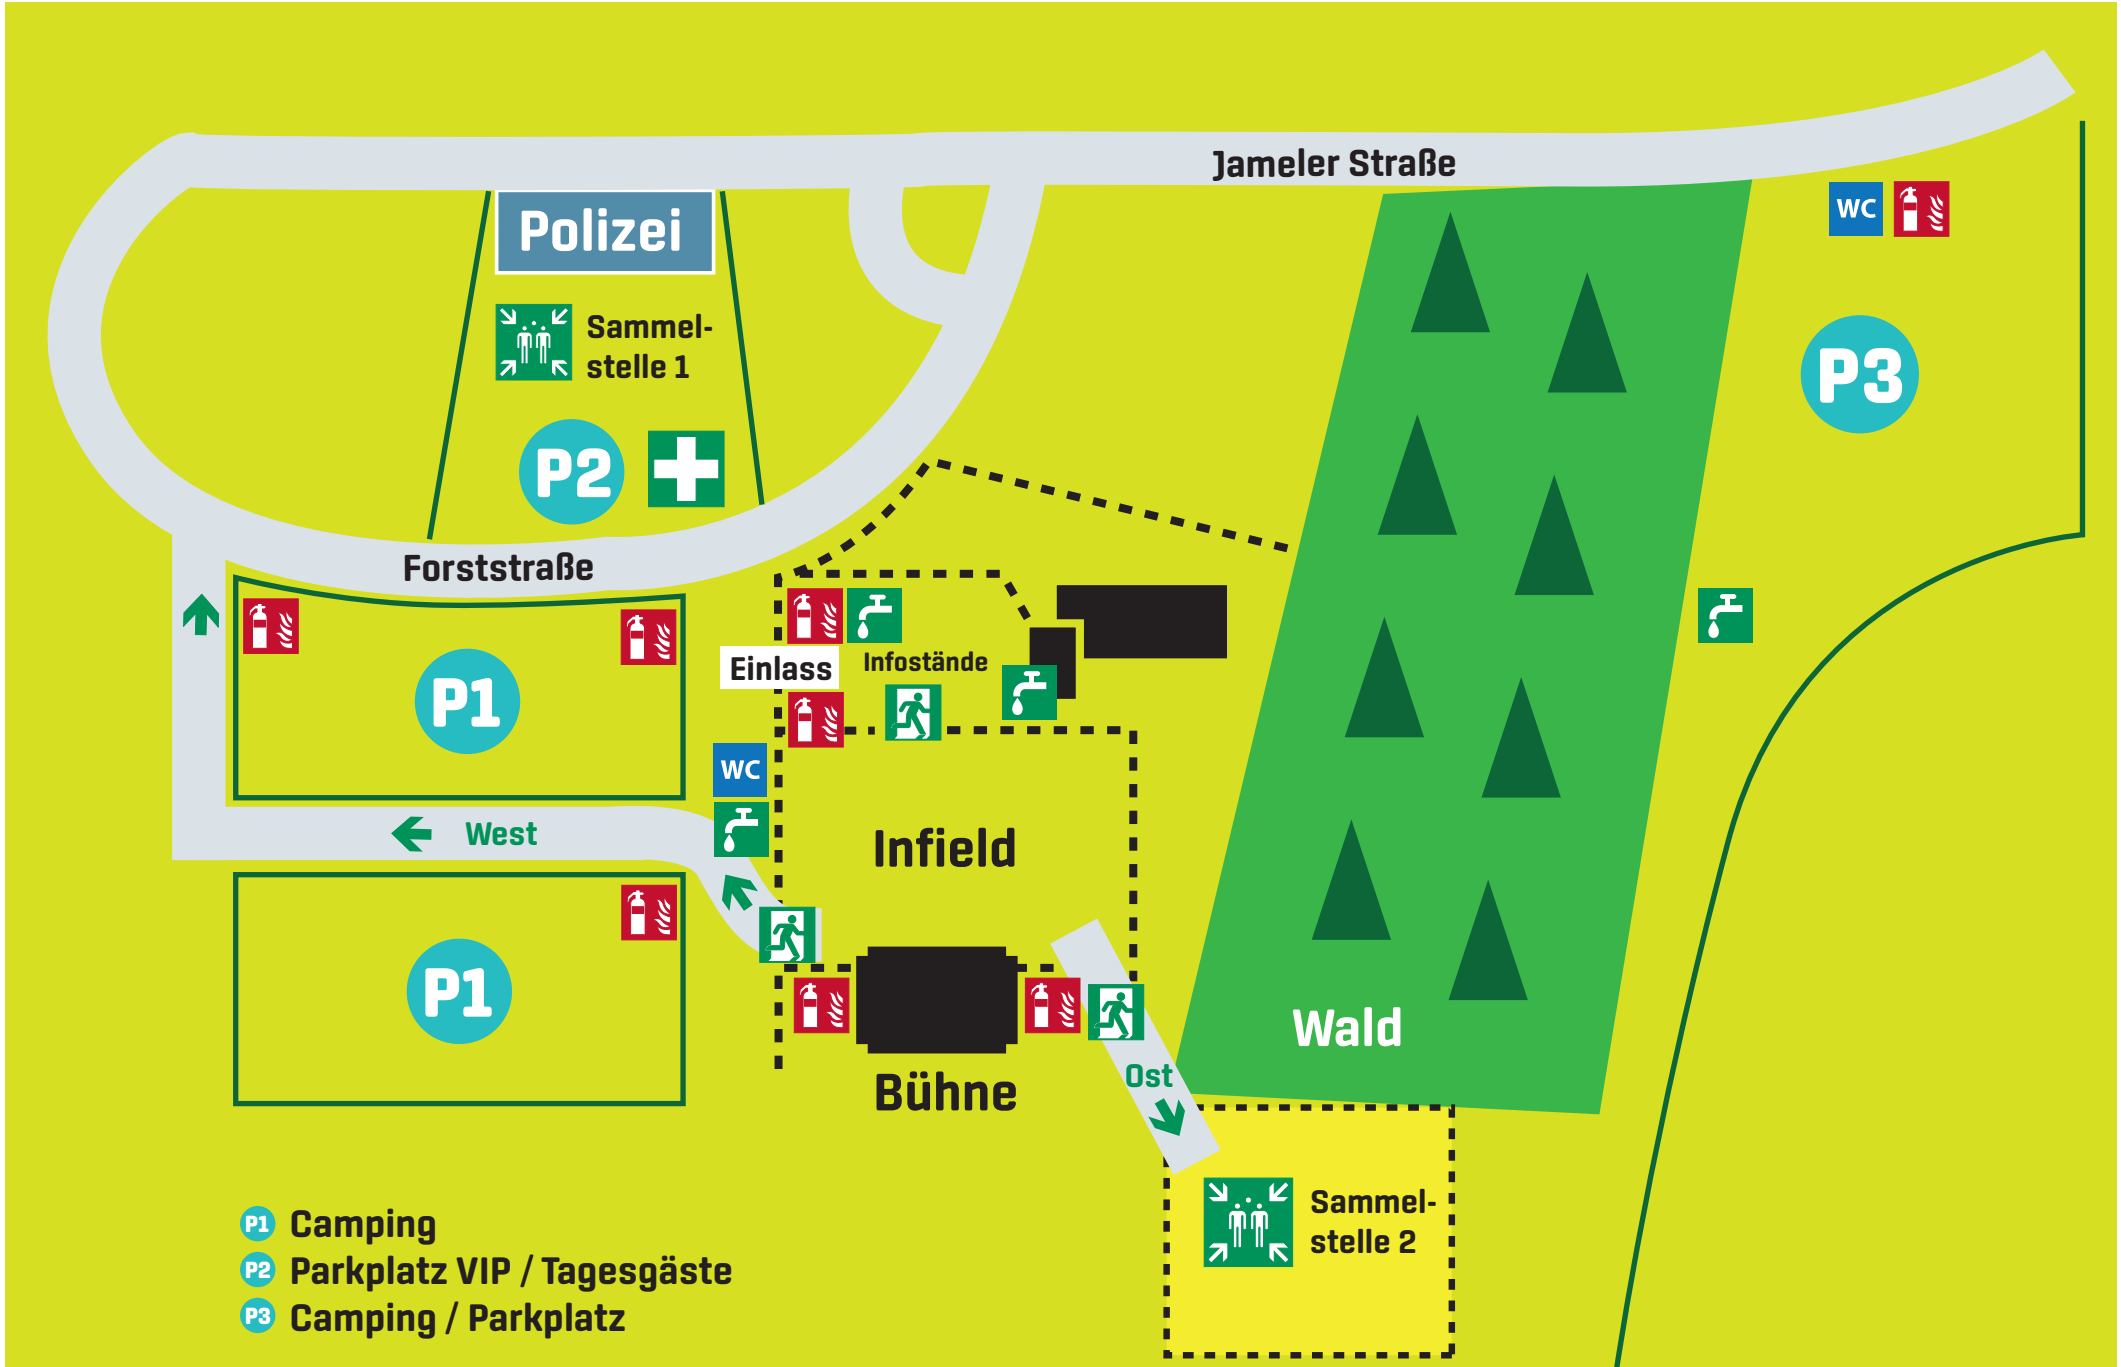 Jameler Straße
Polizei
WC
Sammel-
stelle 1
P3
P2
Forststraße
Einlass
Infostände
P1
WC
West
Infield
P1
Wald
Ost
Bühne
Sammel-
stelle 2
P1 Camping
P2 Parkplatz VIP / Tagesgäste
P3 Camping / Parkplatz